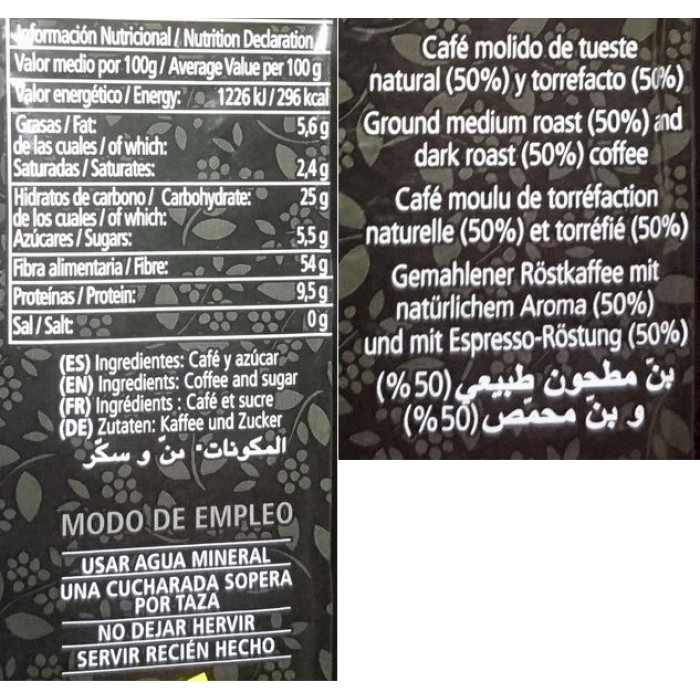 Información Nutricional / Nutrition Declaration
Valor medio por 100g / Average Value per 100 g
Valor energético / Energy: 1226 kJ / 296 kcal
Grasas / Fat: 5,6 g
de las cuales / of which:
Saturadas / Saturates: 2,4 g
Hidratos de carbono / Carbohydrate: 25 g
de los cuales / of which:
Azúcares / Sugars: 5,5 g
Fibra alimentaria / Fibre: 54 g
Proteínas / Protein: 9,5 g
Sal / Salt: 0 g
(ES) Ingredientes: Café y azúcar
(EN) Ingredients: Coffee and sugar
(FR) Ingrédients : Café et sucre
(DE) Zutaten: Kaffee und Zucker
المكونات: بنّ و سكّر
MODO DE EMPLEO
USAR AGUA MINERAL
UNA CUCHARADA SOPERA
POR TAZA
NO DEJAR HERVIR
SERVIR RECIÉN HECHO
Café molido de tueste
natural (50%) y torrefacto (50%)
Ground medium roast (50%) and
dark roast (50%) coffee
Café moulu de torréfaction
naturelle (50%) et torréfié (50%)
Gemahlener Röstkaffee mit
natürlichem Aroma (50%)
und mit Espresso-Röstung (50%)
بنّ مطحون طبيعي (50%)
و بنّ محمّص (50%)